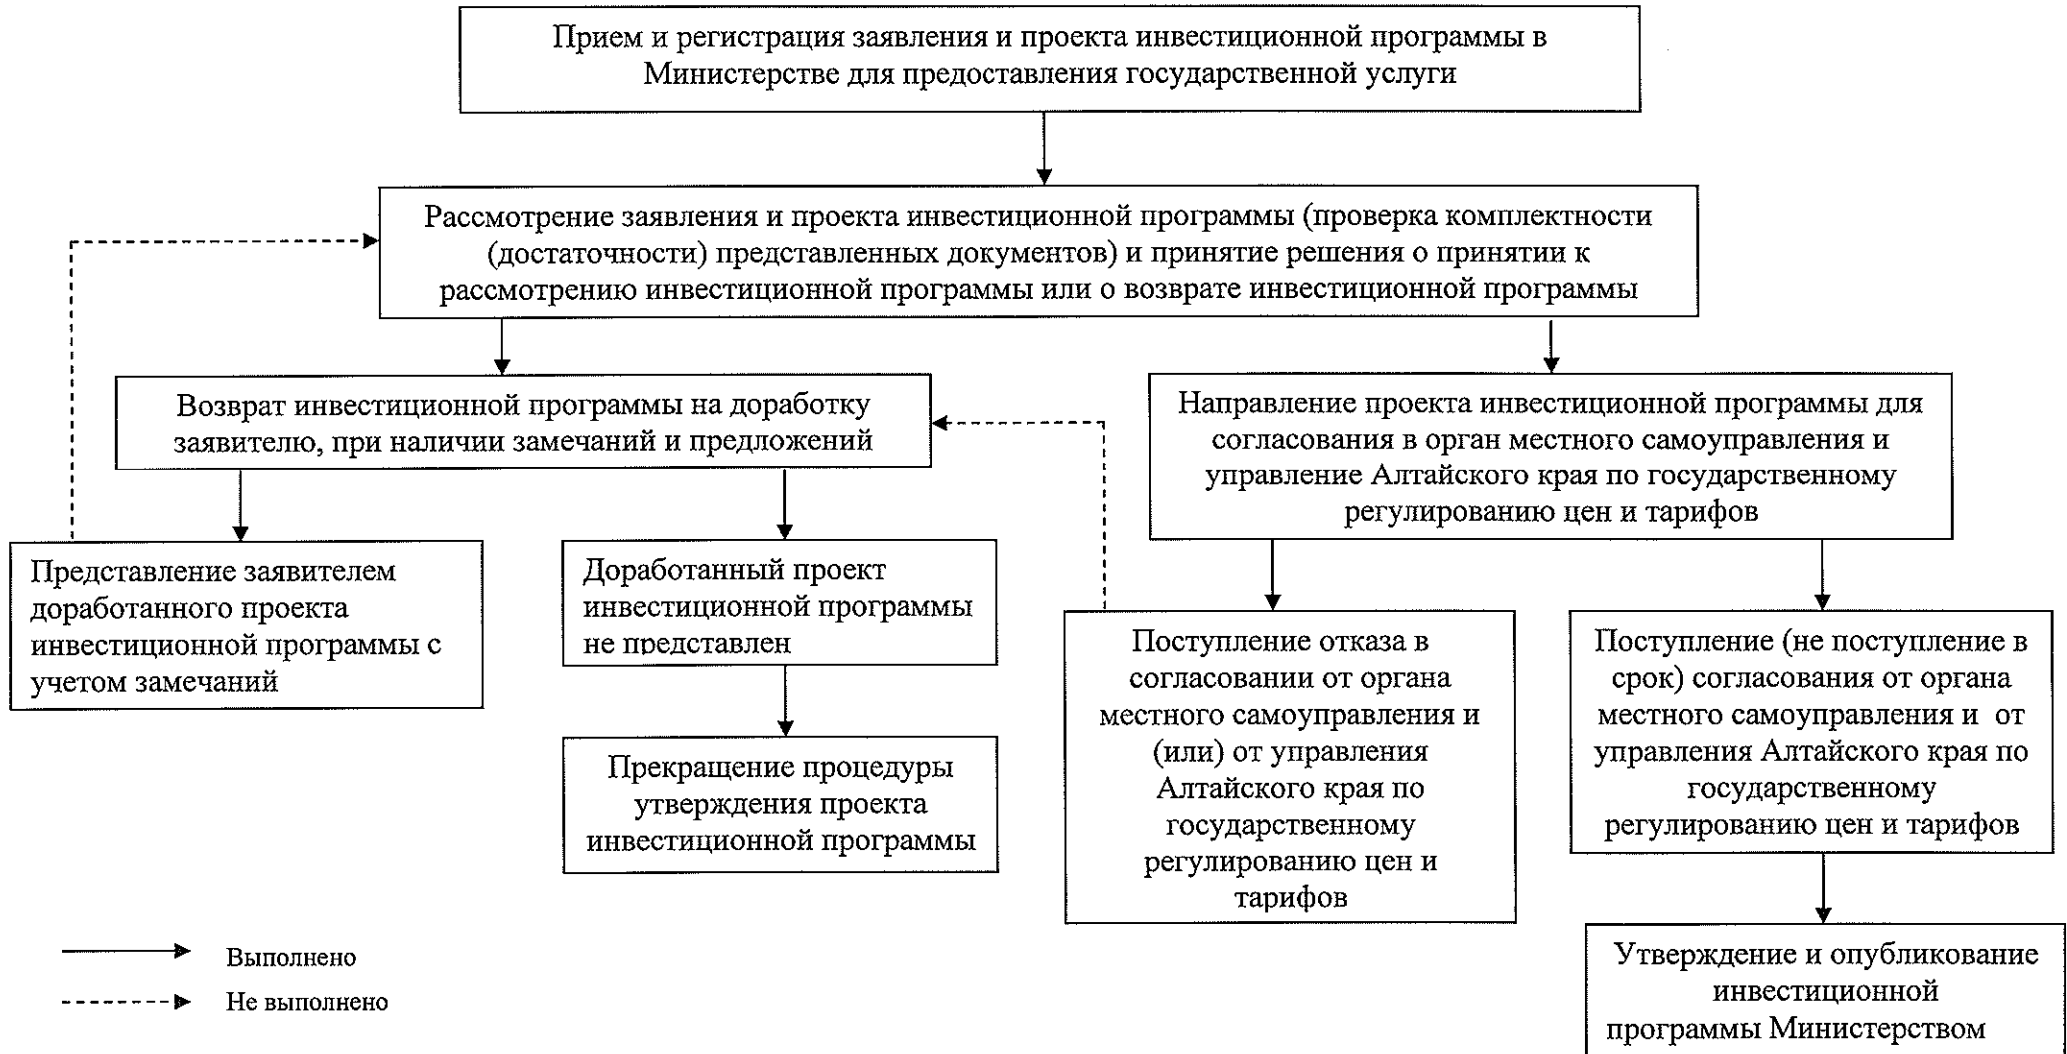 Прием и регистрация заявления и проекта инвестиционной программы в
Министерстве для предоставления государственной услуги
Рассмотрение заявления и проекта инвестиционной программы (проверка комплектности
(достаточности) представленных документов) и принятие решения о принятии к
рассмотрению инвестиционной программы или о возврате инвестиционной программы
Возврат инвестиционной программы на доработку
заявителю, при наличии замечаний и предложений
Направление проекта инвестиционной программы для
согласования в орган местного самоуправления и
управление Алтайского края по государственному
регулированию цен и тарифов
Представление заявителем
доработанного проекта
инвестиционной программы с
учетом замечаний
Доработанный проект
инвестиционной программы
не представлен
Прекращение процедуры
утверждения проекта
инвестиционной программы
Поступление отказа в
согласовании от органа
местного самоуправления и
(или) от управления
Алтайского края по
государственному
регулированию цен и
тарифов
Поступление (не поступление в
срок) согласования от органа
местного самоуправления и от
управления Алтайского края по
государственному
регулированию цен и тарифов
Утверждение и опубликование
инвестиционной
программы Министерством
Выполнено
Не выполнено